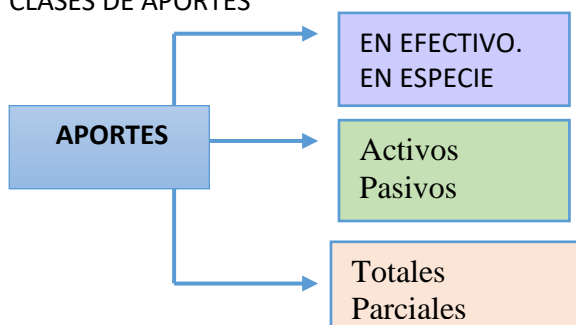 CLASES DE APORTES
EN EFECTIVO.
EN ESPECIE
APORTES
Activos
Pasivos
Totales
Parciales